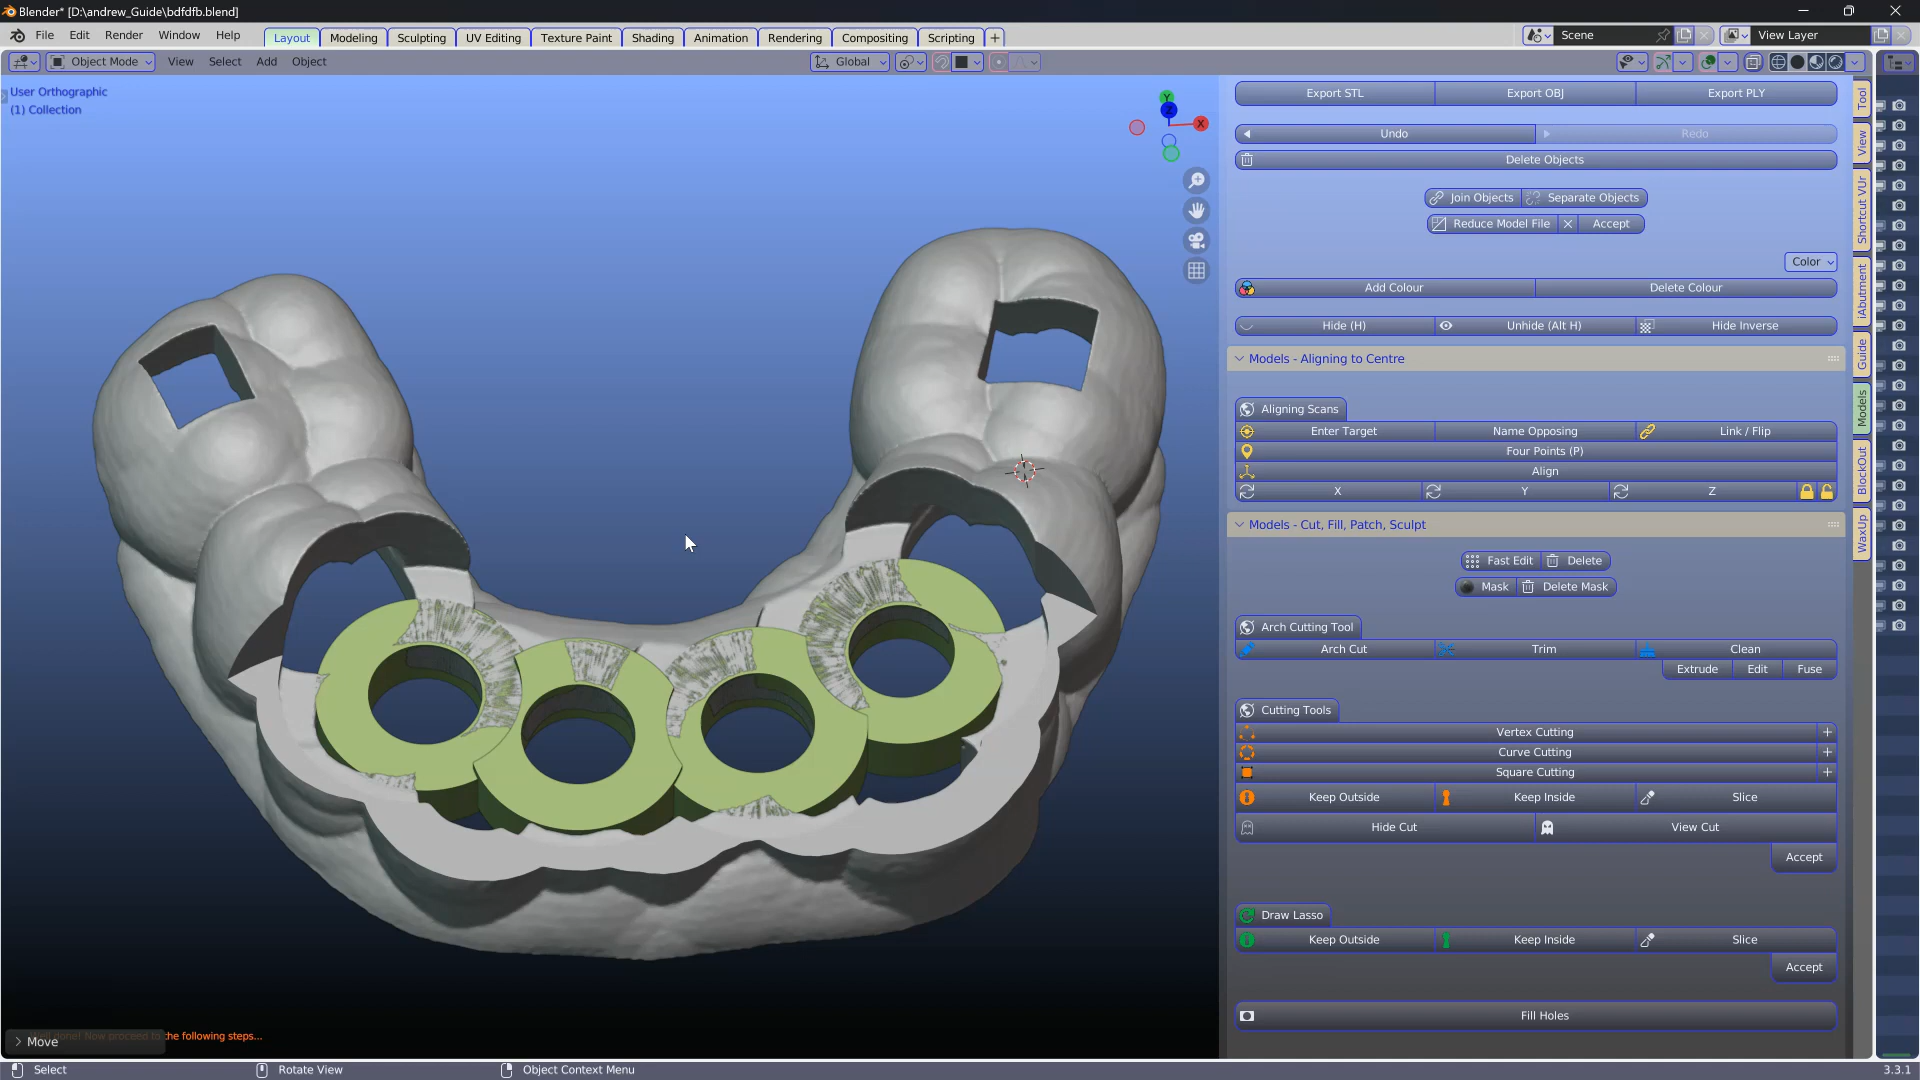 Blender* [D:\andrew_Guide\bdfdfb.blend]
File Edit Render Window Help Layout Modeling Sculpting UV Editing Texture Paint Shading Animation Rendering Compositing Scripting + Scene View Layer
Object Mode View Select Add Object Global
User Orthographic
(1) Collection
Y
Z
X
Export STL Export OBJ Export PLY
Undo Redo
Delete Objects
Join Objects Separate Objects
Reduce Model File Accept
Color
Add Colour Delete Colour
Hide (H) Unhide (Alt H) Hide Inverse
Models - Aligning to Centre
Aligning Scans
Enter Target Name Opposing Link / Flip
Four Points (P)
Align
X Y Z
Models - Cut, Fill, Patch, Sculpt
Fast Edit Delete
Mask Delete Mask
Arch Cutting Tool
Arch Cut Trim Clean
Extrude Edit Fuse
Cutting Tools
Vertex Cutting +
Curve Cutting +
Square Cutting +
Keep Outside Keep Inside Slice
Hide Cut View Cut
Accept
Draw Lasso
Keep Outside Keep Inside Slice
Accept
Fill Holes
Tool
View
Shortcut VUr
iAbutment
Guide
Models
BlockOut
WaxUp
done! Now proceed to the following steps...
Move
Select Rotate View Object Context Menu 3.3.1